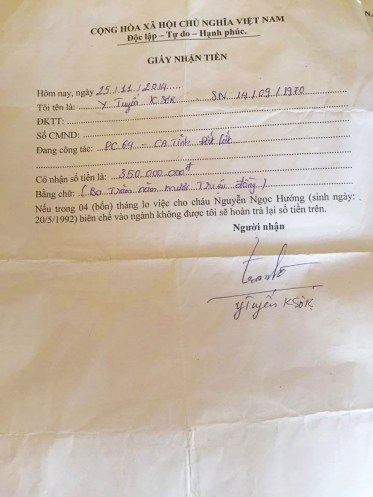 CỘNG HÒA XÃ HỘI CHỦ NGHĨA VIỆT NAM
Độc lập – Tự do – Hạnh phúc.
GIẤY NHẬN TIỀN
Hôm nay, ngày 25/11/2014
Tôi tên là: Y Tuyển KSơR SN 14/09/1970
ĐKTT:
Số CMND:
Đang công tác: PC64 – CA Tỉnh Đắk Lắk
Có nhận số tiền là: 350.000.000đ
Bằng chữ: (Ba Trăm năm mươi Triệu đồng)
Nếu trong 04 (bốn) tháng lo việc cho cháu Nguyễn Ngọc Hưởng (sinh ngày:
20/5/1992) biên chế vào ngành không được tôi sẽ hoàn trả lại số tiền trên.
Người nhận
Y Tuyển KSơR